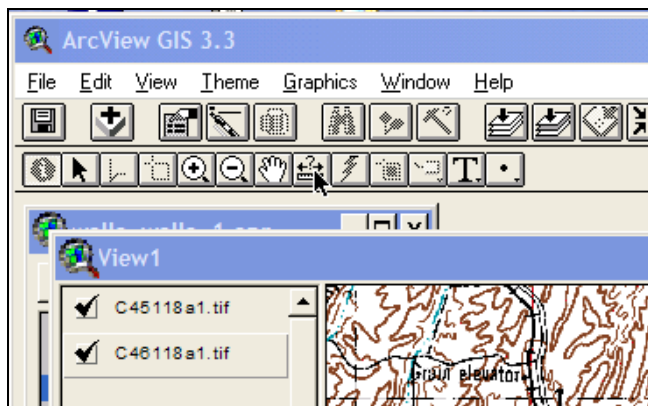 ArcView GIS 3.3
File Edit View Theme Graphics Window Help
T
View1
C45118a1.tif
C46118a1.tif
Grain elevator